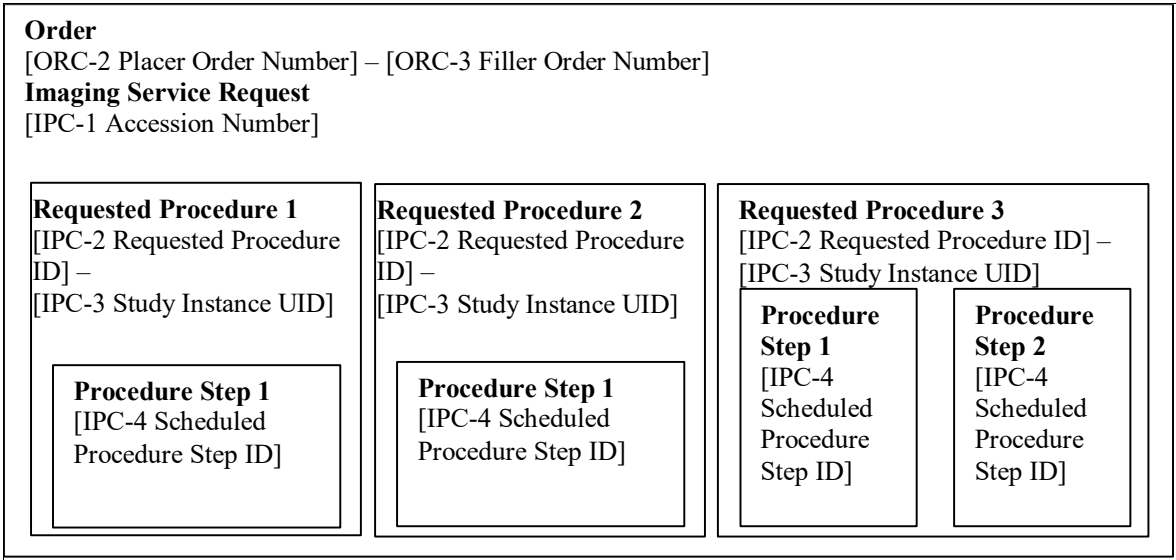 Order
[ORC-2 Placer Order Number] – [ORC-3 Filler Order Number]
Imaging Service Request
[IPC-1 Accession Number]
Requested Procedure 1
[IPC-2 Requested Procedure
ID] –
[IPC-3 Study Instance UID]
Procedure Step 1
[IPC-4 Scheduled
Procedure Step ID]
Requested Procedure 2
[IPC-2 Requested Procedure
ID] –
[IPC-3 Study Instance UID]
Procedure Step 1
[IPC-4 Scheduled
Procedure Step ID]
Requested Procedure 3
[IPC-2 Requested Procedure ID] –
[IPC-3 Study Instance UID]
Procedure
Step 1
[IPC-4
Scheduled
Procedure
Step ID]
Procedure
Step 2
[IPC-4
Scheduled
Procedure
Step ID]